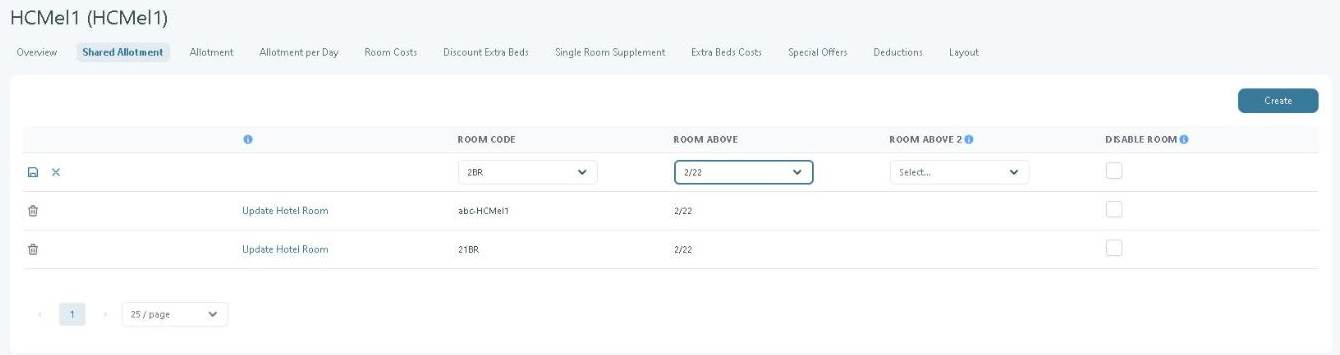 HCMel1 (HCMel1)
Overview Shared Allotment Allotment Allotment per Day Room Costs Discount Extra Beds Single Room Supplement Extra Beds Costs Special Offers Deductions Layout
Create
ROOM CODE ROOM ABOVE ROOM ABOVE 2 DISABLE ROOM
2BR 2/22 Select...
Update Hotel Room abc-HCMel1 2/22
Update Hotel Room 21BR 2/22
1 25 / page